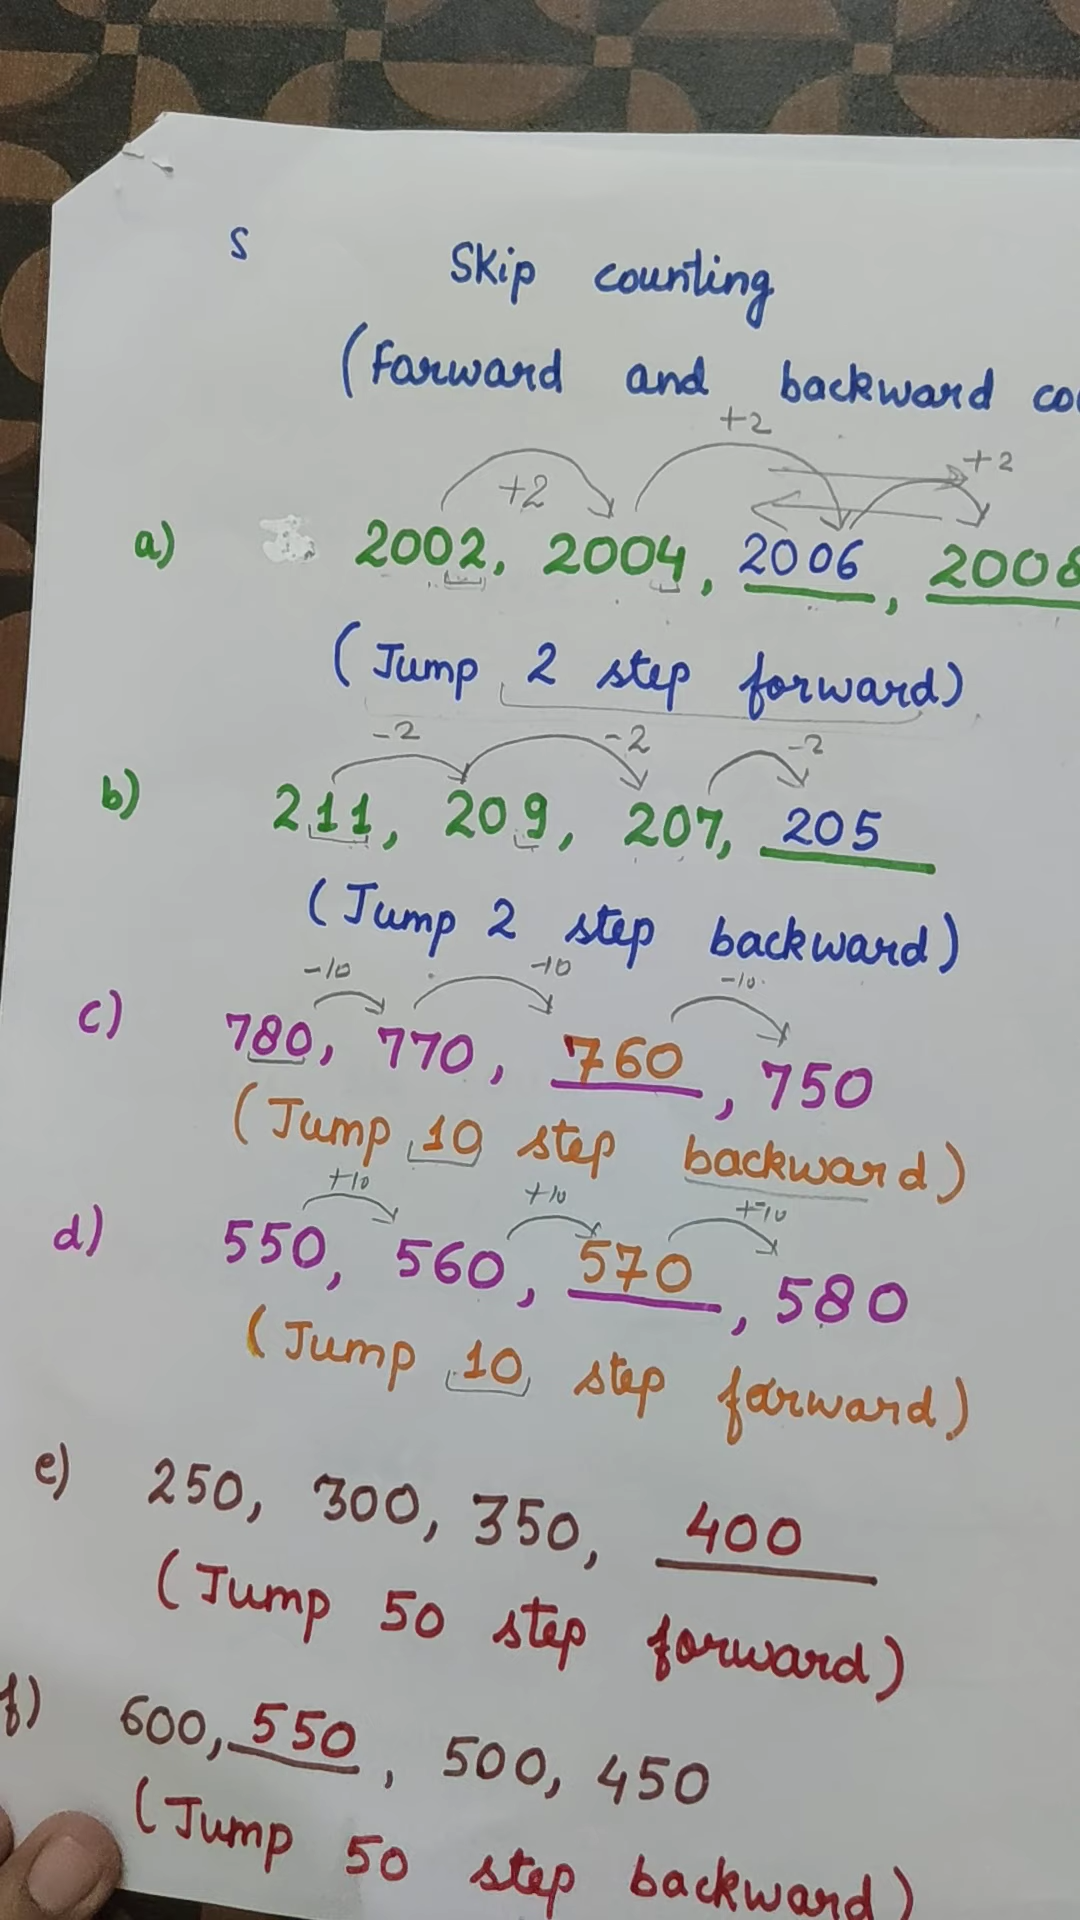 s
Skip counting
(Forward and backward
+2 +2 +2
a) 2002, 2004, 2006, 2008
(Jump 2 step forward)
-2 -2 -2
b) 211, 209, 207, 205
(Jump 2 step backward)
-10 -10 -10
c) 780, 770, 760, 750
(Jump 10 step backward)
+10 +10 +10
d) 550, 560, 570, 580
(Jump 10 step forward)
e) 250, 300, 350, 400
(Jump 50 step forward)
f) 600, 550, 500, 450
(Jump 50 step backward)